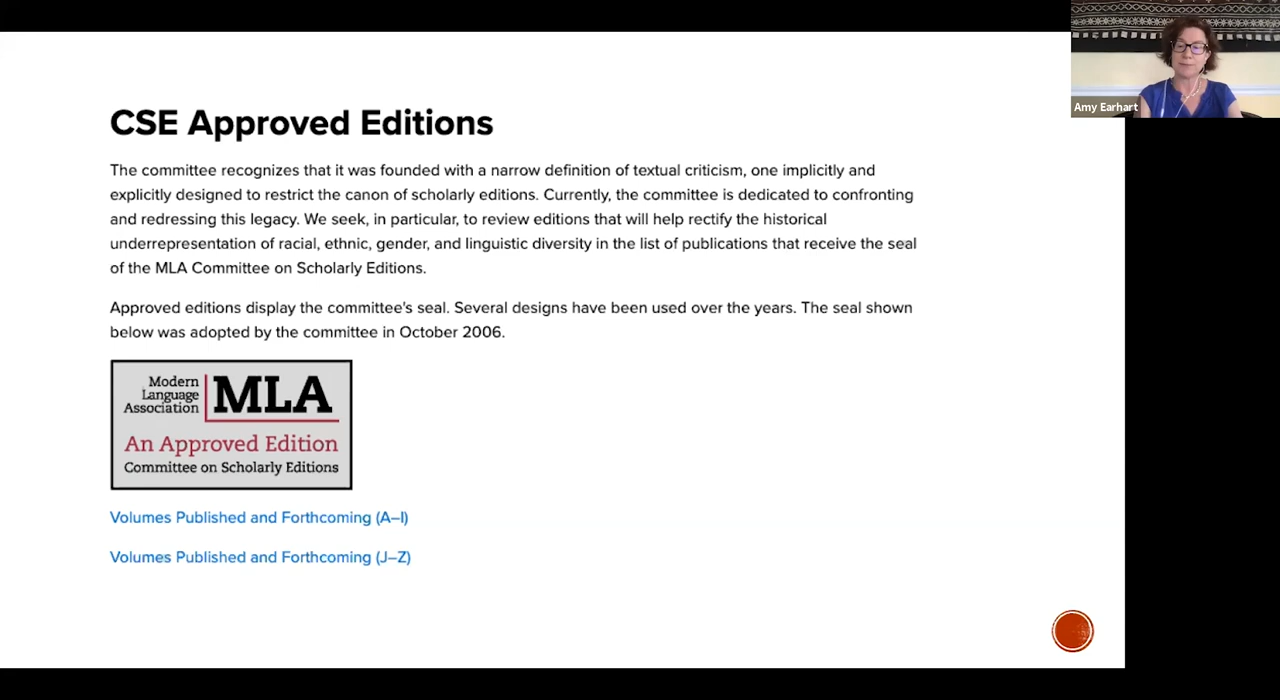 Amy Earhart
CSE Approved Editions
The committee recognizes that it was founded with a narrow definition of textual criticism, one implicitly and
explicitly designed to restrict the canon of scholarly editions. Currently, the committee is dedicated to confronting
and redressing this legacy. We seek, in particular, to review editions that will help rectify the historical
underrepresentation of racial, ethnic, gender, and linguistic diversity in the list of publications that receive the seal
of the MLA Committee on Scholarly Editions.
Approved editions display the committee's seal. Several designs have been used over the years. The seal shown
below was adopted by the committee in October 2006.
Modern
Language
Association
MLA
An Approved Edition
Committee on Scholarly Editions
Volumes Published and Forthcoming (A–I)
Volumes Published and Forthcoming (J–Z)